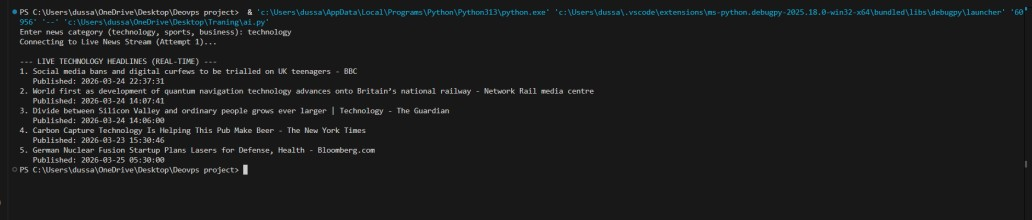 PS C:\Users\dussa\OneDrive\Desktop\Deovps project>  & 'c:\Users\dussa\AppData\Local\Programs\Python\Python313\python.exe' 'c:\Users\dussa\.vscode\extensions\ms-python.debugpy-2025.18.0-win32-x64\bundled\libs\debugpy\launcher' '60
956' '--' 'c:\Users\dussa\OneDrive\Desktop\Traning\ai.py'
Enter news category (technology, sports, business): technology
Connecting to Live News Stream (Attempt 1)...
--- LIVE TECHNOLOGY HEADLINES (REAL-TIME) ---
1. Social media bans and digital curfews to be trialled on UK teenagers - BBC
Published: 2026-03-24 22:37:31
2. World first as development of quantum navigation technology advances onto Britain's national railway - Network Rail media centre
Published: 2026-03-24 14:07:41
3. Divide between Silicon Valley and ordinary people grows ever larger | Technology - The Guardian
Published: 2026-03-24 14:06:00
4. Carbon Capture Technology Is Helping This Pub Make Beer - The New York Times
Published: 2026-03-23 15:30:46
5. German Nuclear Fusion Startup Plans Lasers for Defense, Health - Bloomberg.com
Published: 2026-03-25 05:30:00
PS C:\Users\dussa\OneDrive\Desktop\Deovps project>